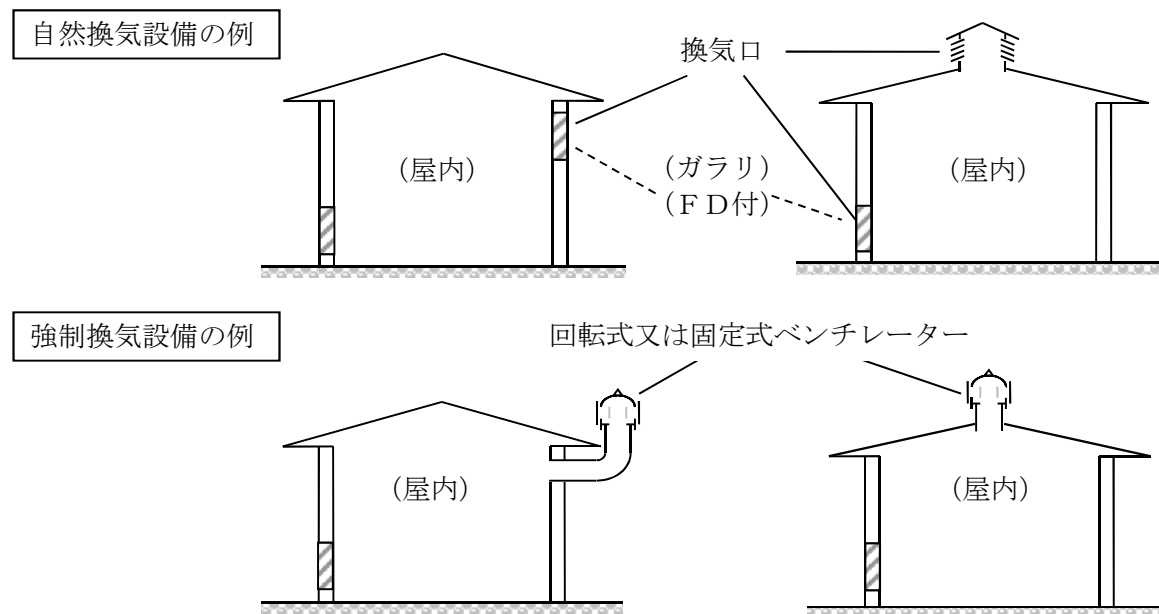 自然換気設備の例
換気口
(屋内)
(ガラリ)
(FD付)
(屋内)
強制換気設備の例
回転式又は固定式ベンチレーター
(屋内)
(屋内)